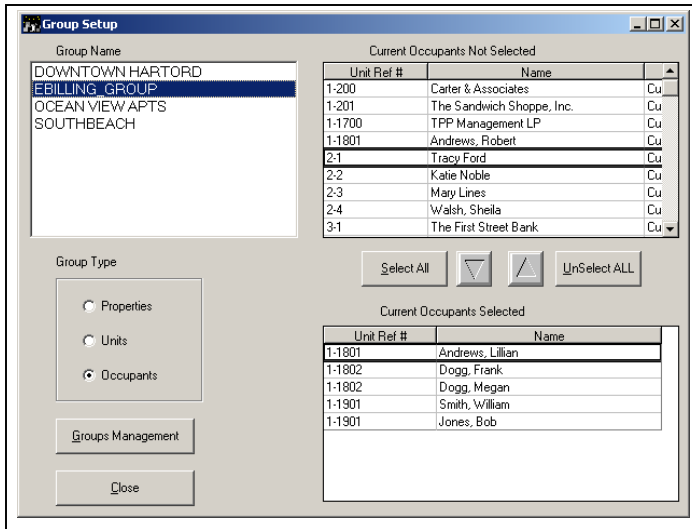 Group Setup
Group Name
DOWNTOWN HARTORD
EBILLING_GROUP
OCEAN VIEW APTS
SOUTHBEACH
Current Occupants Not Selected
Unit Ref # Name
1-200 Carter & Associates Cu
1-201 The Sandwich Shoppe, Inc. Cu
1-1700 TPP Management LP Cu
1-1801 Andrews, Robert Cu
2-1 Tracy Ford Cu
2-2 Katie Noble Cu
2-3 Mary Lines Cu
2-4 Walsh, Sheila Cu
3-1 The First Street Bank Cu
Select All UnSelect ALL
Group Type
Properties
Units
Occupants
Groups Management
Close
Current Occupants Selected
Unit Ref # Name
1-1801 Andrews, Lillian
1-1802 Dogg, Frank
1-1802 Dogg, Megan
1-1901 Smith, William
1-1901 Jones, Bob